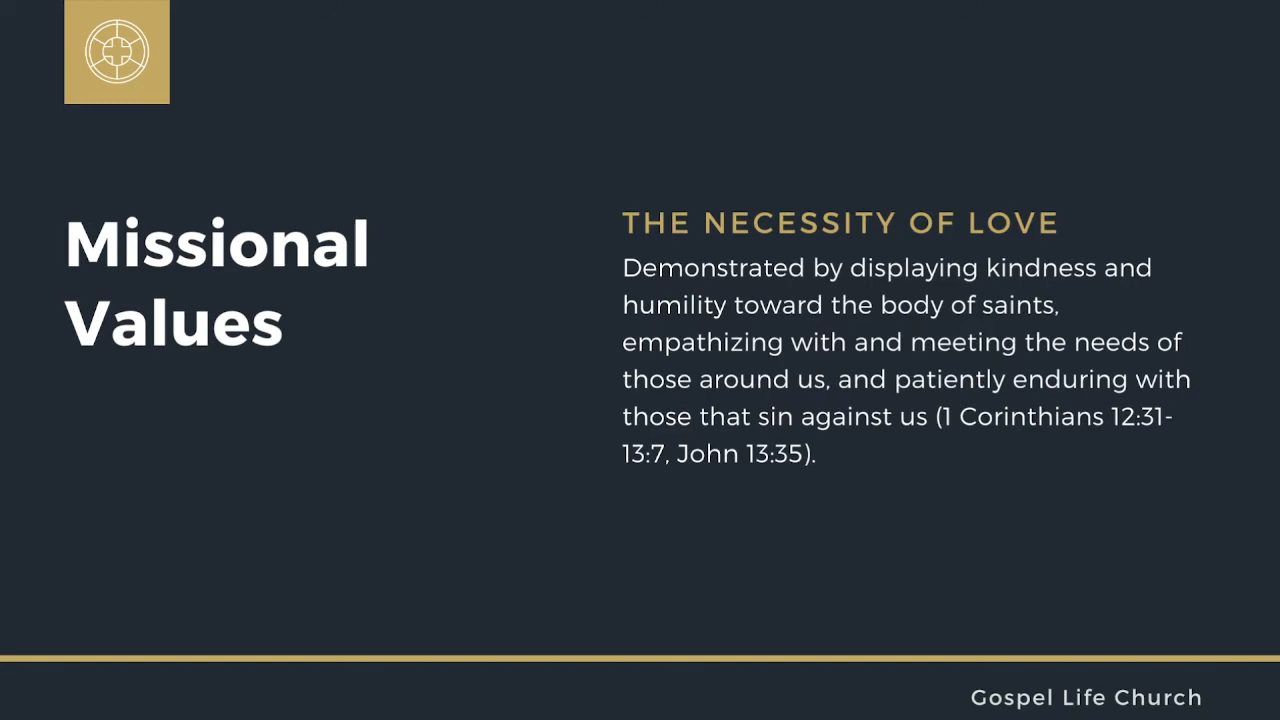 Missional
Values
THE NECESSITY OF LOVE
Demonstrated by displaying kindness and
humility toward the body of saints,
empathizing with and meeting the needs of
those around us, and patiently enduring with
those that sin against us (1 Corinthians 12:31-
13:7, John 13:35).
Gospel Life Church